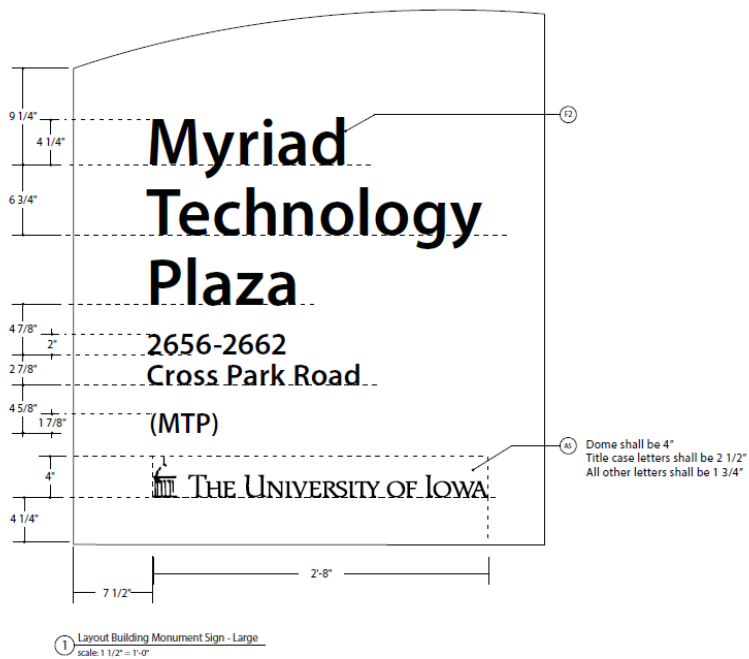 9 1/4"
4 1/4"
F2
Myriad
6 3/4"
Technology
Plaza
4 7/8"
2"
2656-2662
2 7/8"
Cross Park Road
4 5/8"
1 7/8"
(MTP)
A5 Dome shall be 4"
Title case letters shall be 2 1/2"
All other letters shall be 1 3/4"
4"
THE UNIVERSITY OF IOWA
4 1/4"
2'-8"
7 1/2"
1 Layout Building Monument Sign - Large
scale: 1 1/2" = 1'-0"